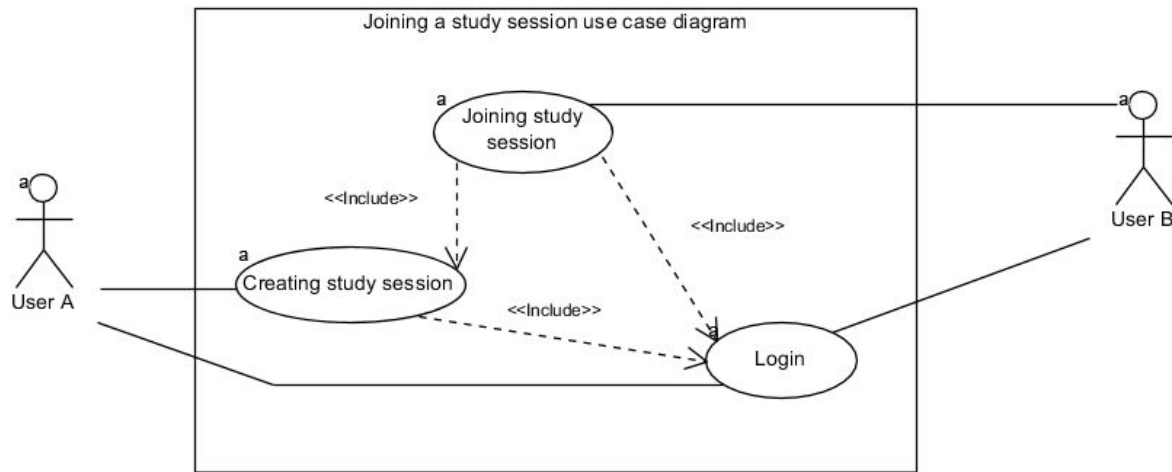 Joining a study session use case diagram
a
Joining study
session
a
a
<<Include>>
<<Include>>
User B
a
Creating study session
User A
<<Include>>
a
Login